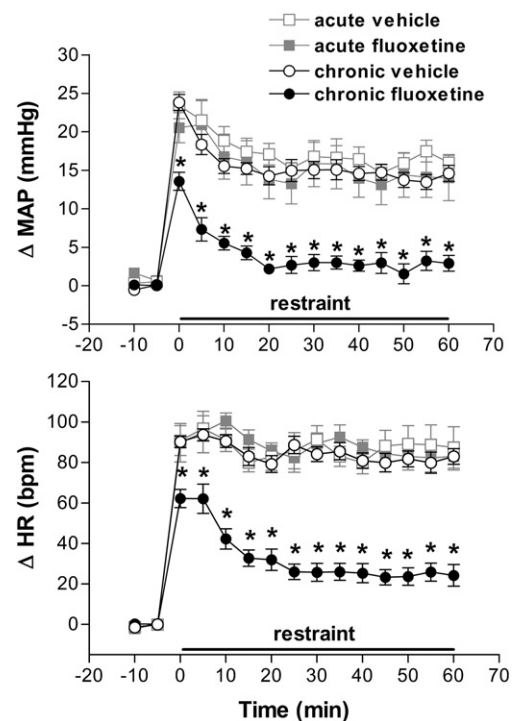 acute vehicle
acute fluoxetine
chronic vehicle
chronic fluoxetine
Δ MAP (mmHg)
30
25
20
15
10
5
0
-5
* * * * * * * * * * * * *
restraint
-20 -10 0 10 20 30 40 50 60 70
Δ HR (bpm)
120
100
80
60
40
20
0
* * * * * * * * * * * * *
restraint
-20 -10 0 10 20 30 40 50 60 70
Time (min)